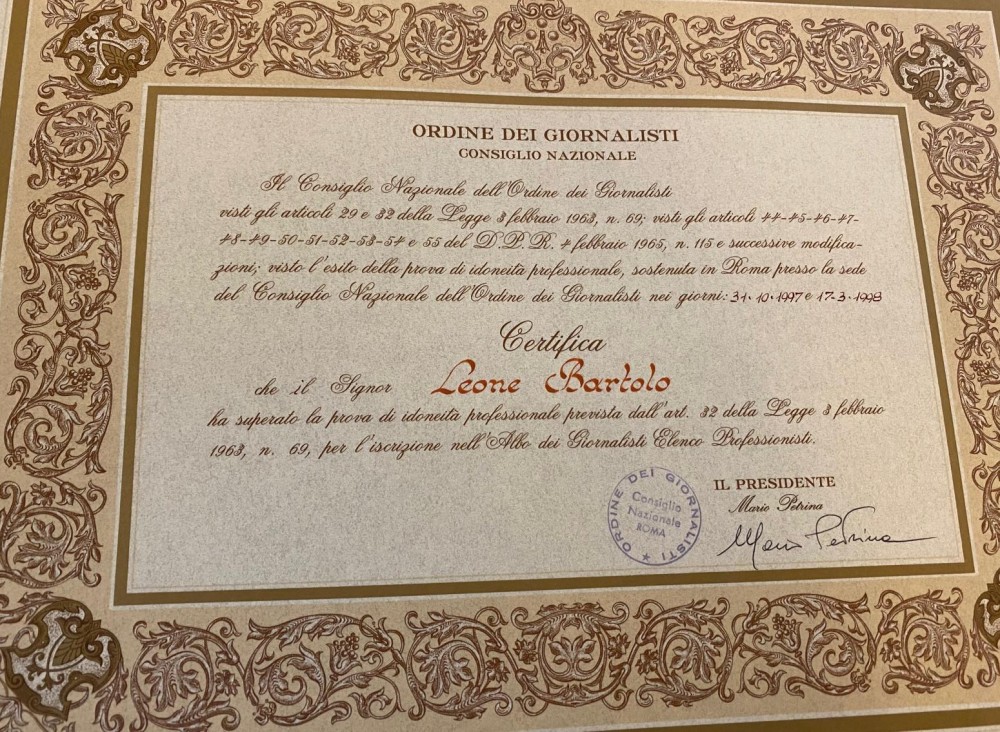 ORDINE DEI GIORNALISTI
CONSIGLIO NAZIONALE
Il Consiglio Nazionale dell'Ordine dei Giornalisti
visti gli articoli 29 e 32 della Legge 3 febbraio 1963, n. 69; visti gli articoli 44-45-46-47-
48-49-50-51-52-53-54 e 55 del D.P.R. 4 febbraio 1965, n. 115 e successive modifica-
zioni; visto l'esito della prova di idoneità professionale, sostenuta in Roma presso la sede
del Consiglio Nazionale dell'Ordine dei Giornalisti nei giorni: 31-10-1997 e 17-3-1998
Certifica
che il Signor Leone Bartolo
ha superato la prova di idoneità professionale prevista dall'art. 32 della Legge 3 febbraio
1963, n. 69, per l'iscrizione nell'Albo dei Giornalisti Elenco Professionisti.
ORDINE DEI GIORNALISTI
Consiglio
Nazionale
ROMA
IL PRESIDENTE
Mario Petrina
Mario Petrina